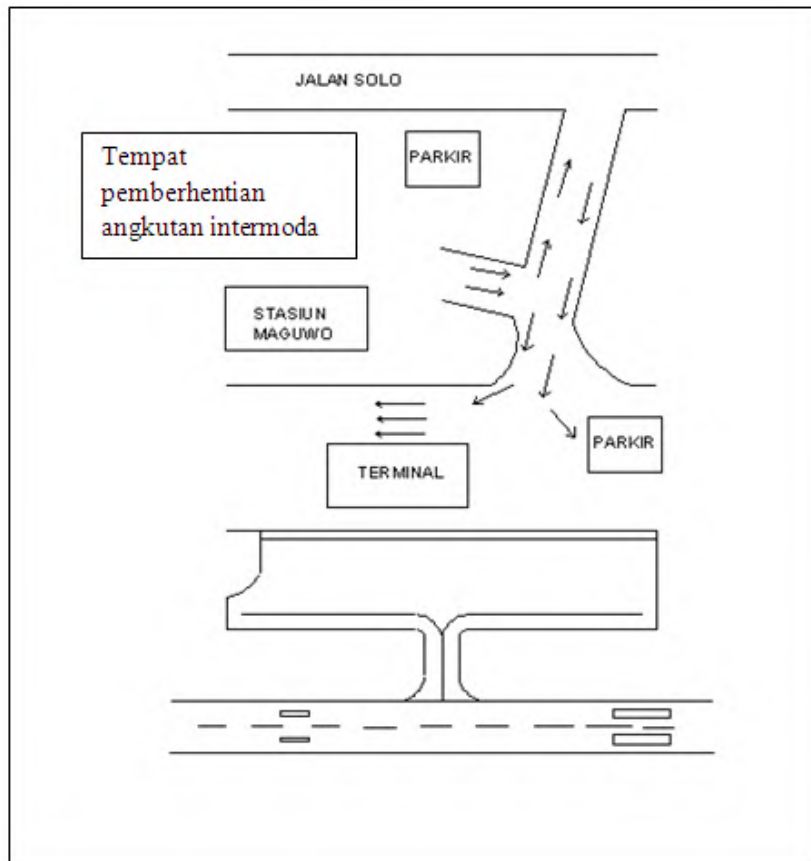 JALAN SOLO
Tempat
pemberhentian
angkutan intermoda
PARKIR
STASIUN
MAGUWO
PARKIR
TERMINAL